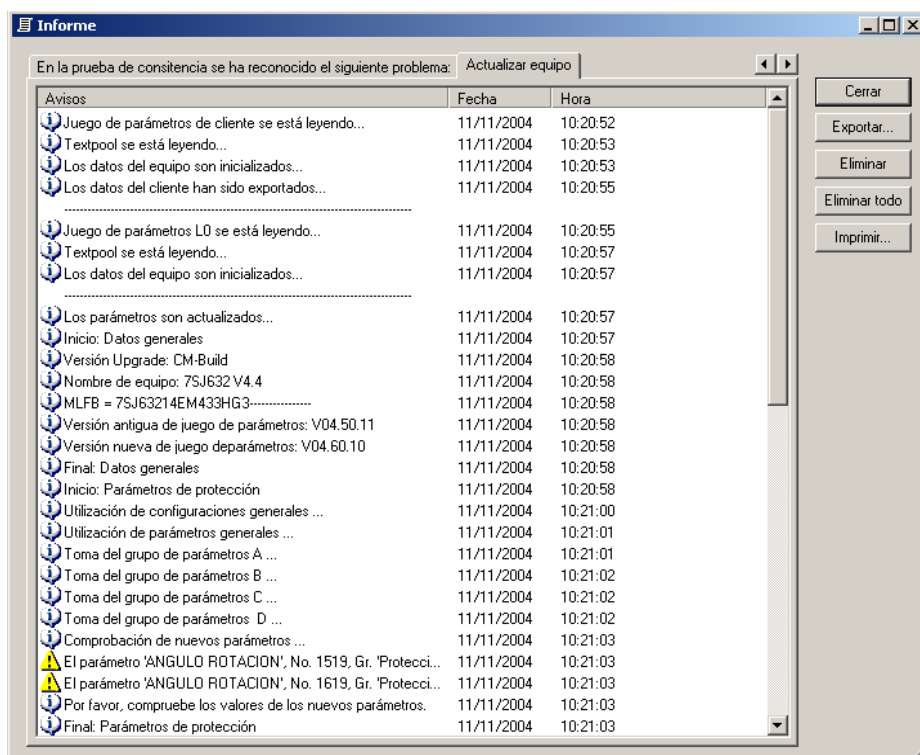 Informe
En la prueba de consitencia se ha reconocido el siguiente problema: Actualizar equipo
Avisos Fecha Hora
Juego de parámetros de cliente se está leyendo... 11/11/2004 10:20:52
Textpool se está leyendo... 11/11/2004 10:20:53
Los datos del equipo son inicializados... 11/11/2004 10:20:53
Los datos del cliente han sido exportados... 11/11/2004 10:20:55
--------------------------------------------------------------------------------
Juego de parámetros L0 se está leyendo... 11/11/2004 10:20:55
Textpool se está leyendo... 11/11/2004 10:20:57
Los datos del equipo son inicializados... 11/11/2004 10:20:57
--------------------------------------------------------------------------------
Los parámetros son actualizados... 11/11/2004 10:20:57
Inicio: Datos generales 11/11/2004 10:20:57
Versión Upgrade: CM-Build 11/11/2004 10:20:58
Nombre de equipo: 7SJ632 V4.4 11/11/2004 10:20:58
MLFB = 7SJ63214EM433HG3---------------- 11/11/2004 10:20:58
Versión antigua de juego de parámetros: V04.50.11 11/11/2004 10:20:58
Versión nueva de juego deparámetros: V04.60.10 11/11/2004 10:20:58
Final: Datos generales 11/11/2004 10:20:58
Inicio: Parámetros de protección 11/11/2004 10:20:58
Utilización de configuraciones generales ... 11/11/2004 10:21:00
Utilización de parámetros generales ... 11/11/2004 10:21:01
Toma del grupo de parámetros A ... 11/11/2004 10:21:01
Toma del grupo de parámetros B ... 11/11/2004 10:21:02
Toma del grupo de parámetros C ... 11/11/2004 10:21:02
Toma del grupo de parámetros D ... 11/11/2004 10:21:02
Comprobación de nuevos parámetros ... 11/11/2004 10:21:03
El parámetro 'ANGULO ROTACION', No. 1519, Gr. 'Protecci... 11/11/2004 10:21:03
El parámetro 'ANGULO ROTACION', No. 1619, Gr. 'Protecci... 11/11/2004 10:21:03
Por favor, compruebe los valores de los nuevos parámetros. 11/11/2004 10:21:03
Final: Parámetros de protección 11/11/2004 10:21:03
Cerrar
Exportar...
Eliminar
Eliminar todo
Imprimir...